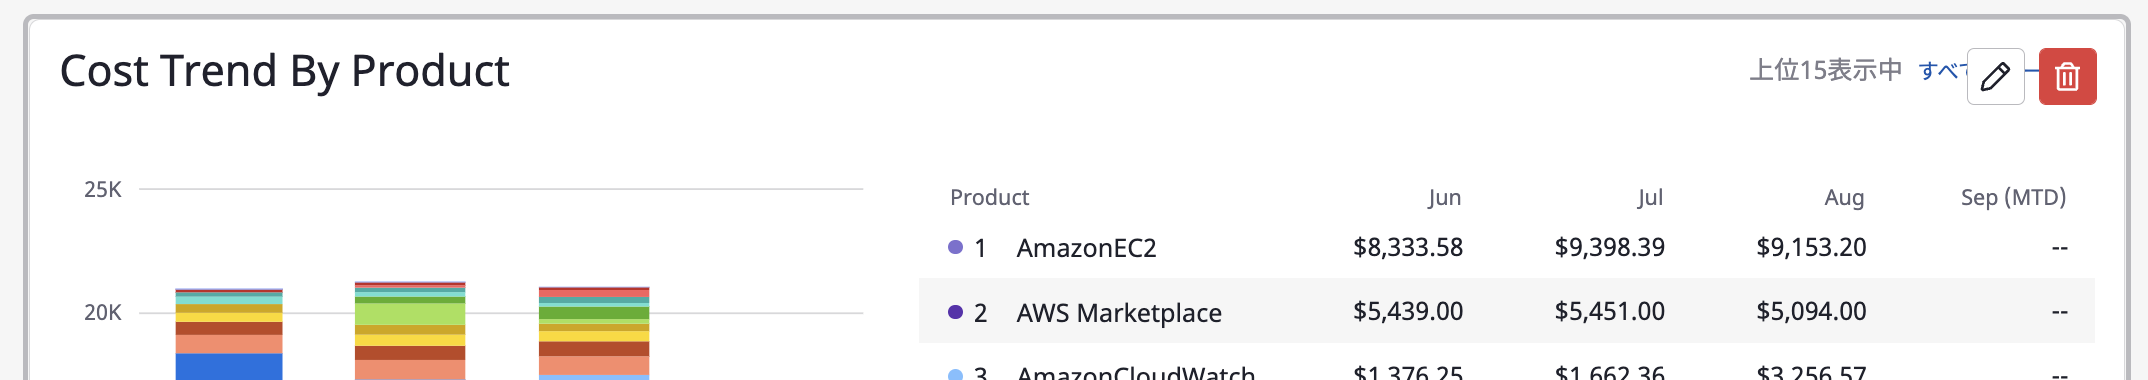 Cost Trend By Product
上位15表示中 すべて
25K
20K
Product Jun Jul Aug Sep (MTD)
1 AmazonEC2 $8,333.58 $9,398.39 $9,153.20 --
2 AWS Marketplace $5,439.00 $5,451.00 $5,094.00 --
3 AmazonCloudWatch $1,376.25 $1,662.36 $3,256.57 --